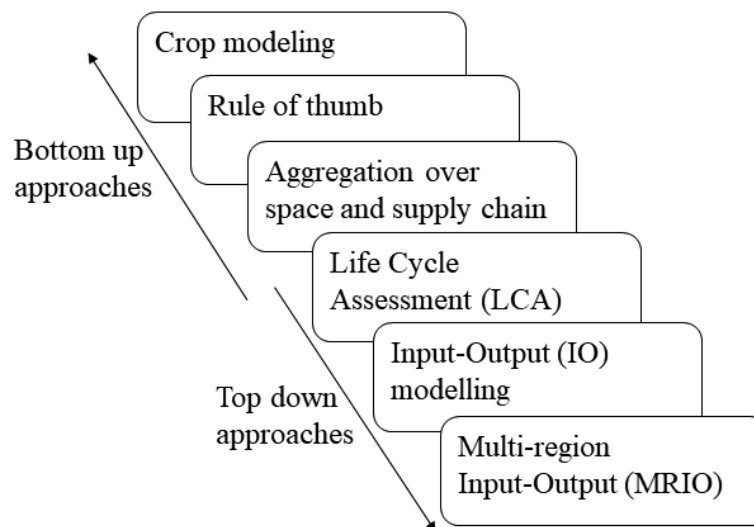 Crop modeling
Rule of thumb
Bottom up
approaches
Aggregation over
space and supply chain
Life Cycle
Assessment (LCA)
Input-Output (IO)
modelling
Top down
approaches
Multi-region
Input-Output (MRIO)